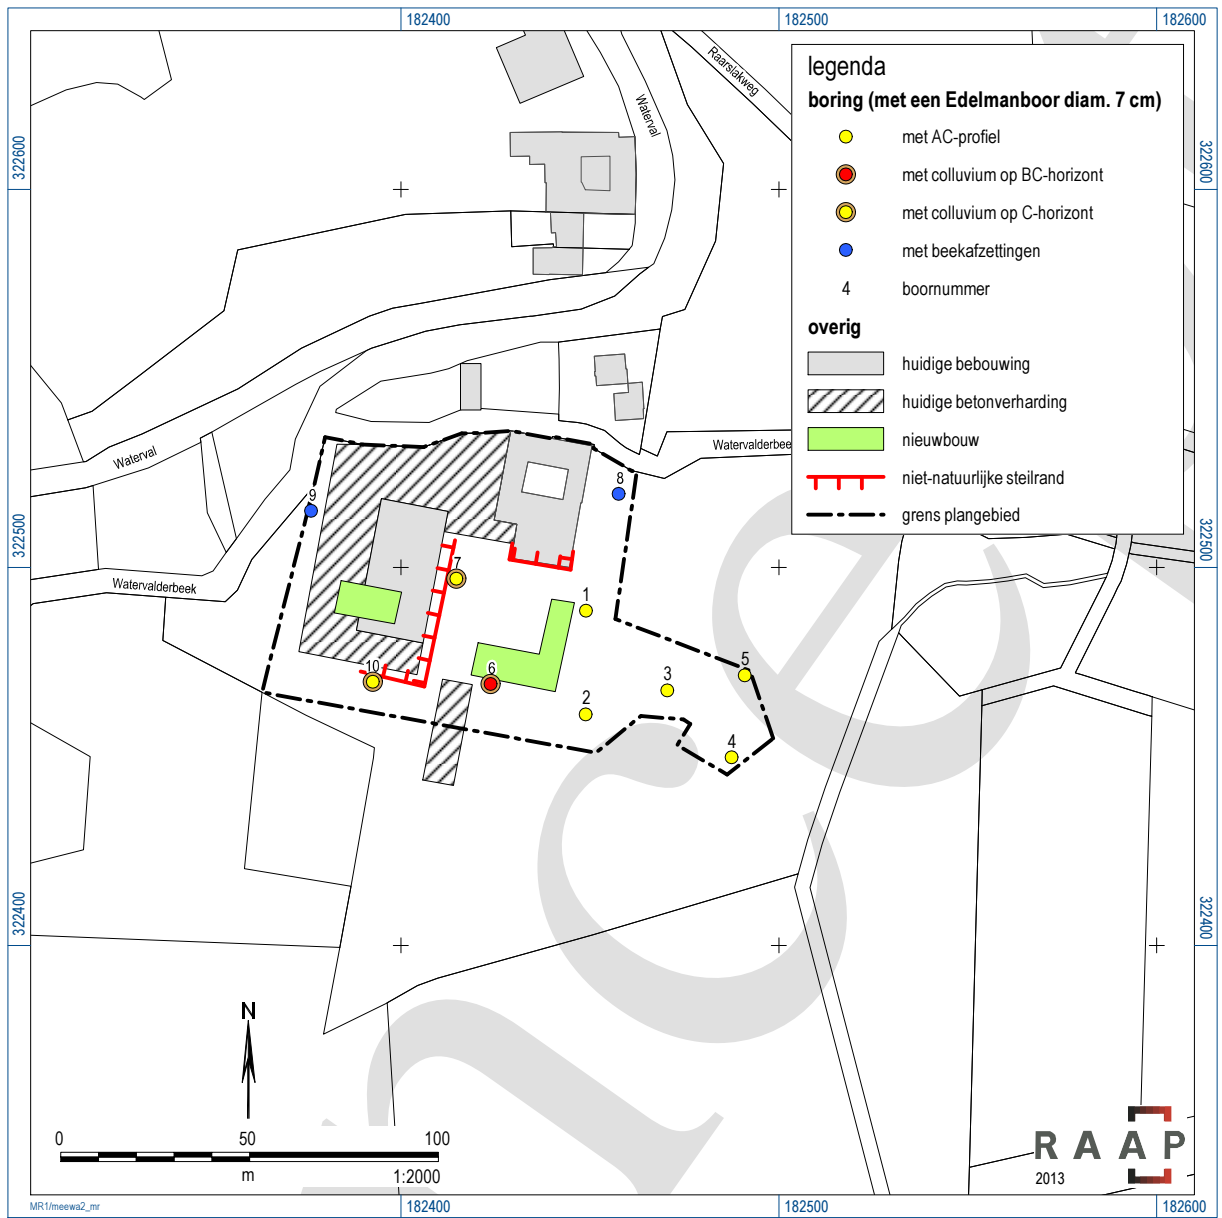 182400
182500
182600
322600
322600
Raarslakweg
Waterval
legenda
boring (met een Edelmanboor diam. 7 cm)
met AC-profiel
met colluvium op BC-horizont
met colluvium op C-horizont
met beekafzettingen
4 boornummer
overig
huidige bebouwing
huidige betonverharding
nieuwbouw
niet-natuurlijke steilrand
grens plangebied
Watervalderbee
Waterval
8
9
322500
322500
7
Watervalderbeek
1
10
6
3
5
2
4
322400
322400
N
0 50 100
m 1:2000
RAAP
2013
MR1/meewa2_mr
182400
182500
182600